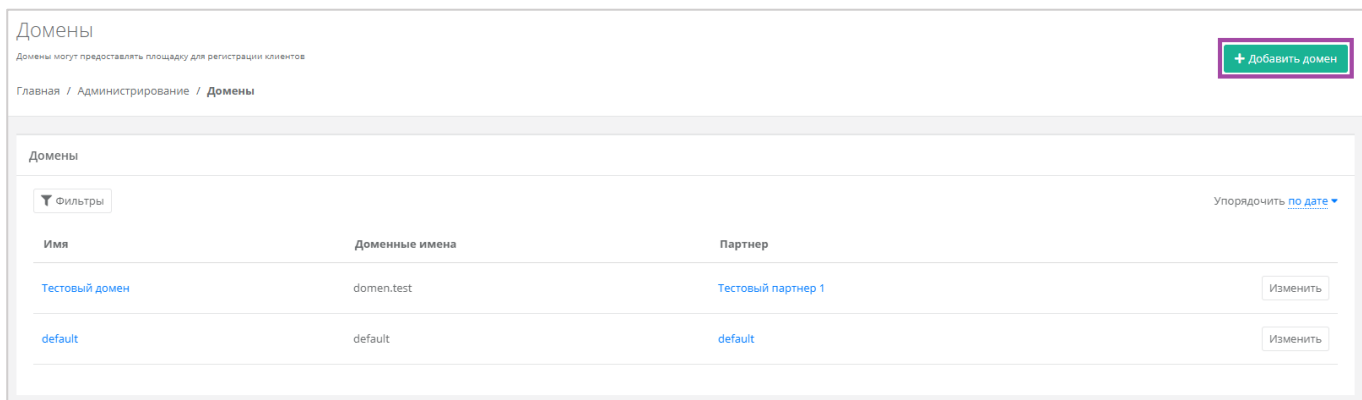 Домены
Домены могут предоставлять площадку для регистрации клиентов
+ Добавить домен
Главная / Администрирование / Домены
Домены
Фильтры
Упорядочить по дате
Имя Доменные имена Партнер
Тестовый домен domen.test Тестовый партнер 1 Изменить
default default default Изменить